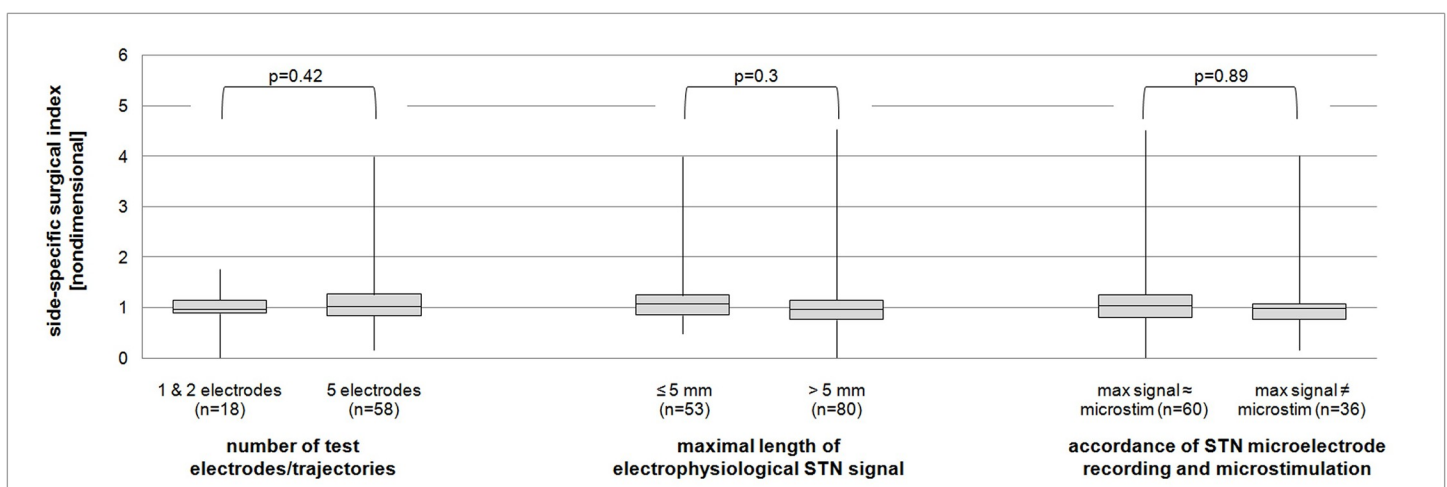 side-specific surgical index
[nondimensional]
6
5
4
3
2
1
0
p=0.42
p=0.3
p=0.89
1 & 2 electrodes
(n=18)
5 electrodes
(n=58)
≤ 5 mm
(n=53)
> 5 mm
(n=80)
max signal ≈
microstim (n=60)
max signal ≠
microstim (n=36)
number of test
electrodes/trajectories
maximal length of
electrophysiological STN signal
accordance of STN microelectrode
recording and microstimulation